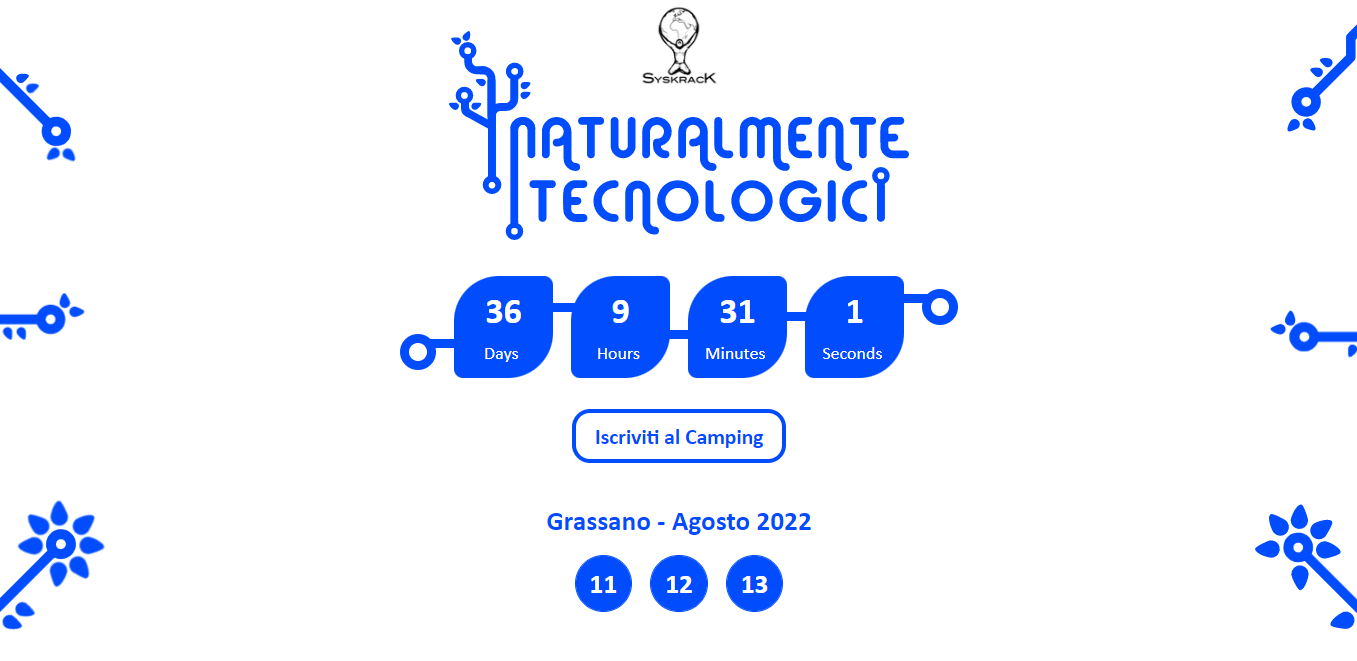 SYSKRACK
NATURALMENTE
TECNOLOGICI
36 9 31 1
Days Hours Minutes Seconds
Iscriviti al Camping
Grassano - Agosto 2022
11 12 13